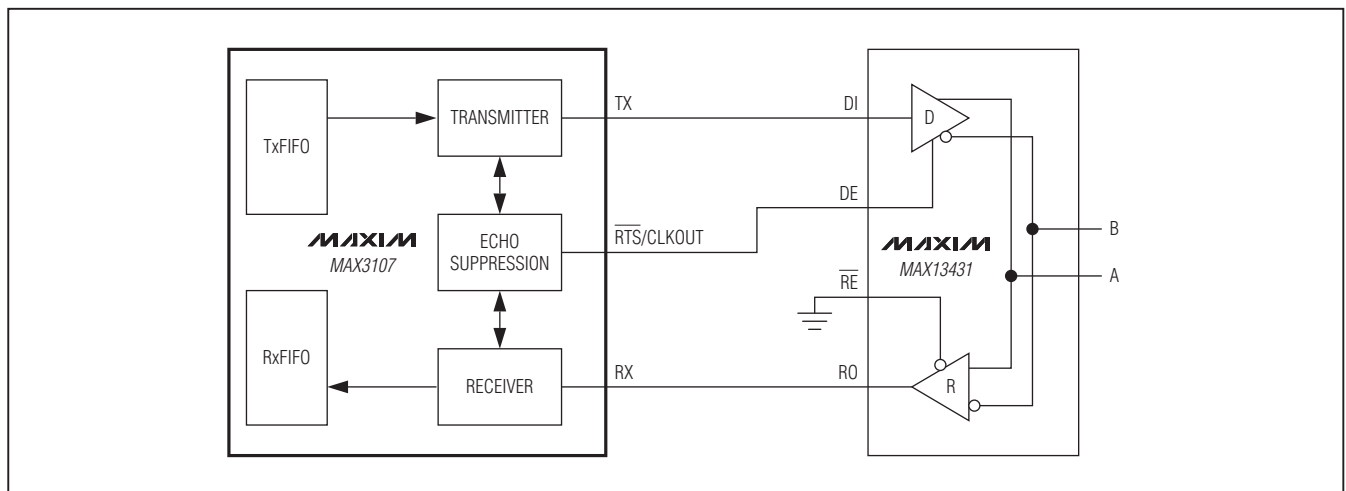 TxFIFO
TRANSMITTER
TX
DI
D
DE
MAXIM
MAX3107
ECHO
SUPPRESSION
RTS/CLKOUT
MAXIM
MAX13431
B
A
RE
RxFIFO
RECEIVER
RX
RO
R